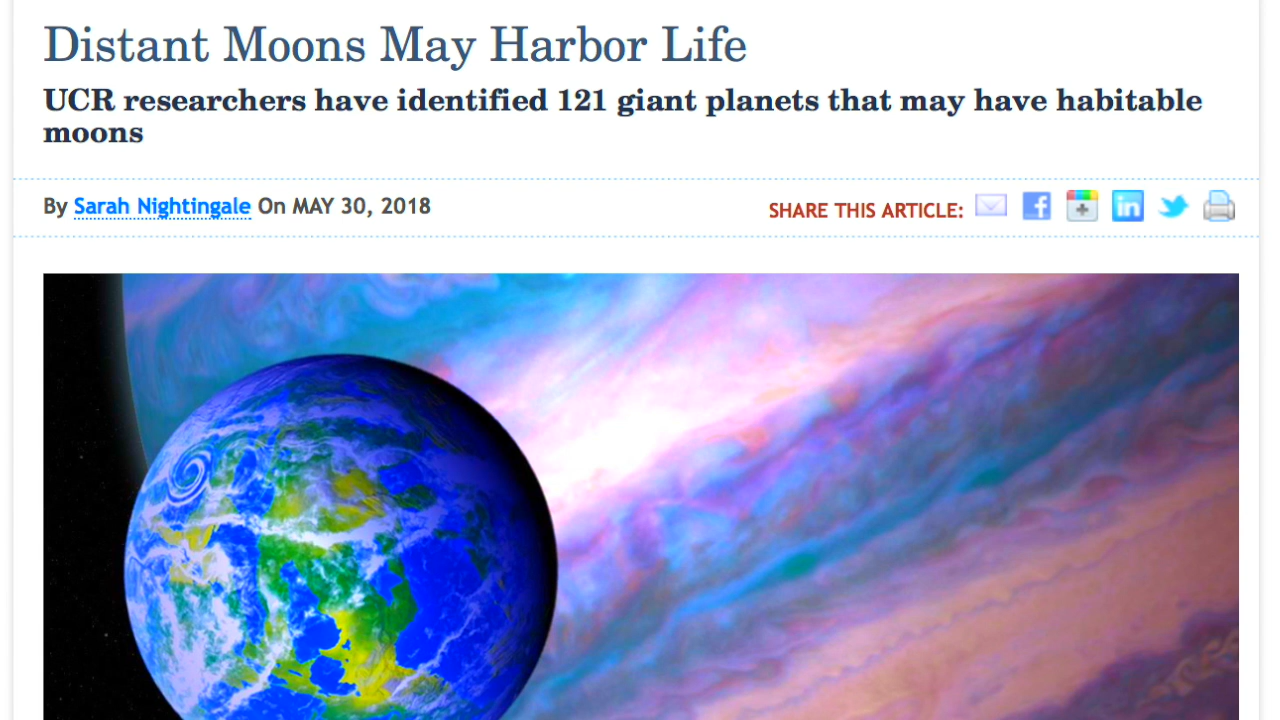 Distant Moons May Harbor Life
UCR researchers have identified 121 giant planets that may have habitable
moons
By Sarah Nightingale On MAY 30, 2018
SHARE THIS ARTICLE:
f
+
in